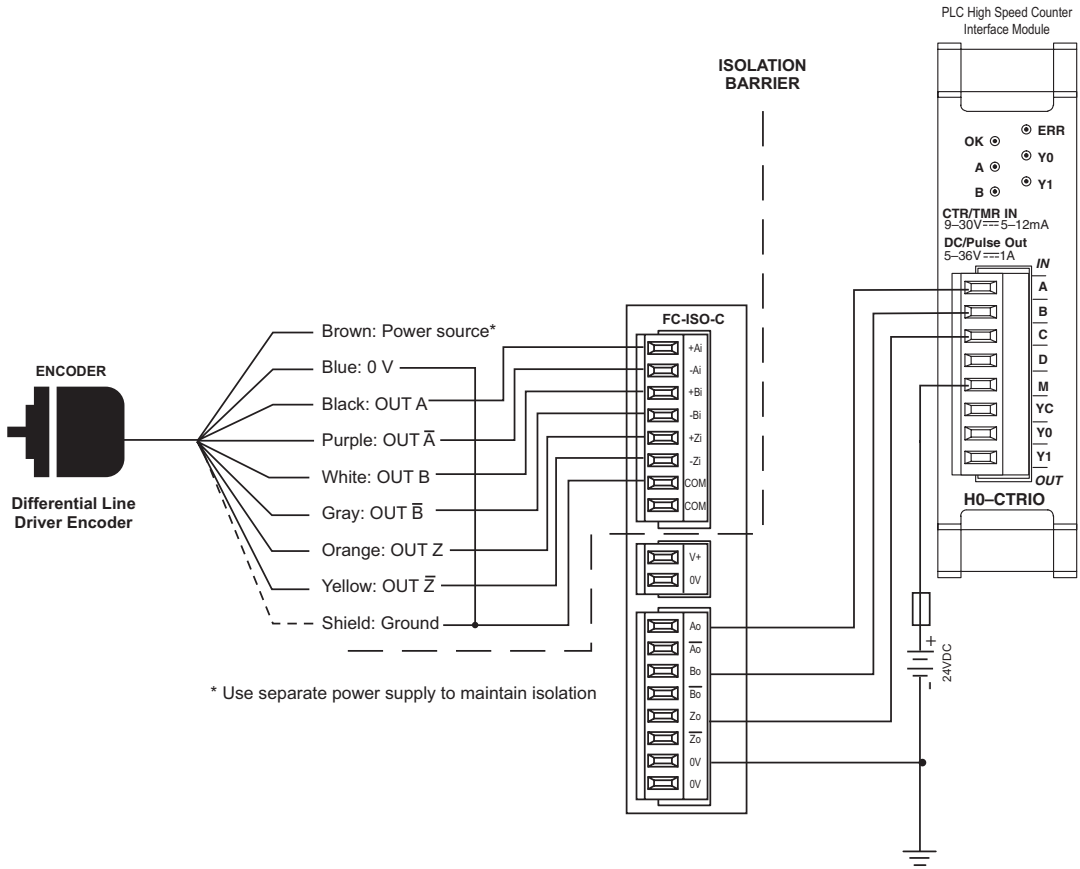 PLC High Speed Counter
Interface Module
ISOLATION
BARRIER
ERR
OK
Y0
A
Y1
B
CTR/TMR IN
9–30V⎓5–12mA
DC/Pulse Out
5–36V⎓1A
IN
A
B
C
D
M
YC
Y0
Y1
OUT
H0–CTRIO
FC-ISO-C
+Ai
-Ai
+Bi
-Bi
+Zi
-Zi
COM
COM
V+
0V
Ao
A̅o̅
Bo
B̅o̅
Zo
Z̅o̅
0V
0V
ENCODER
Differential Line
Driver Encoder
Brown: Power source*
Blue: 0 V
Black: OUT A
Purple: OUT A̅
White: OUT B
Gray: OUT B̅
Orange: OUT Z
Yellow: OUT Z̅
Shield: Ground
* Use separate power supply to maintain isolation
+
24VDC
-